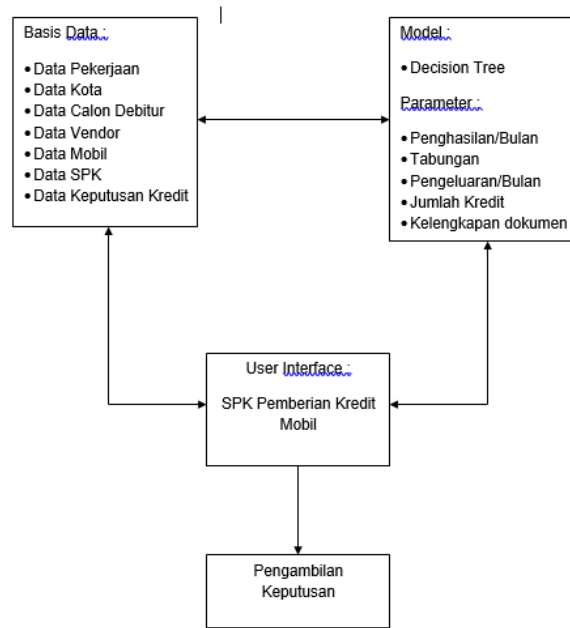 Basis Data :
• Data Pekerjaan
• Data Kota
• Data Calon Debitur
• Data Vendor
• Data Mobil
• Data SPK
• Data Keputusan Kredit
Model :
• Decision Tree
Parameter :
• Penghasilan/Bulan
• Tabungan
• Pengeluaran/Bulan
• Jumlah Kredit
• Kelengkapan dokumen
User Interface :
SPK Pemberian Kredit
Mobil
Pengambilan
Keputusan